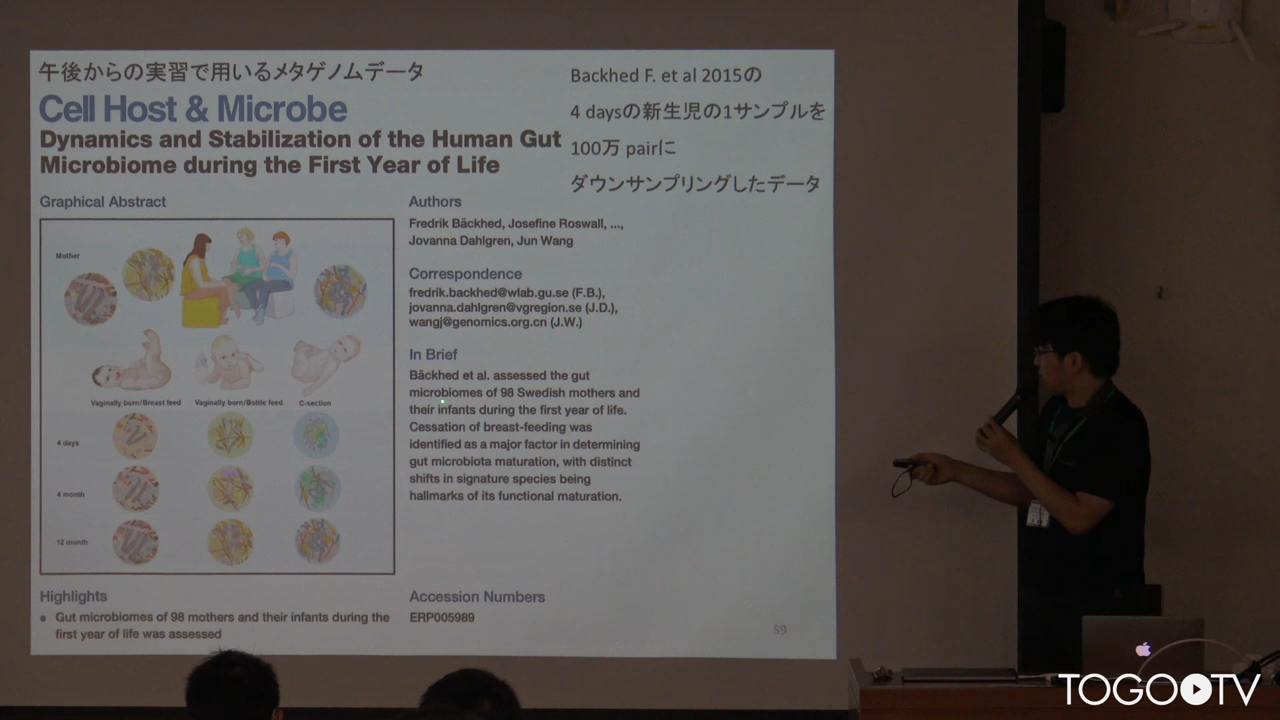 午後からの実習で用いるメタゲノムデータ
Cell Host & Microbe
Dynamics and Stabilization of the Human Gut
Microbiome during the First Year of Life
Backhed F. et al 2015の
4 daysの新生児の1サンプルを
100万 pairに
ダウンサンプリングしたデータ
Graphical Abstract
Mother
Vaginally born/Breast feed
Vaginally born/Bottle feed
C-section
4 days
4 month
12 month
Authors
Fredrik Bäckhed, Josefine Roswall, ...,
Jovanna Dahlgren, Jun Wang
Correspondence
fredrik.backhed@wlab.gu.se (F.B.),
jovanna.dahlgren@vgregion.se (J.D.),
wangj@genomics.org.cn (J.W.)
In Brief
Bäckhed et al. assessed the gut
microbiomes of 98 Swedish mothers and
their infants during the first year of life.
Cessation of breast-feeding was
identified as a major factor in determining
gut microbiota maturation, with distinct
shifts in signature species being
hallmarks of its functional maturation.
Highlights
● Gut microbiomes of 98 mothers and their infants during the
first year of life was assessed
Accession Numbers
ERP005989
59
TOGO TV